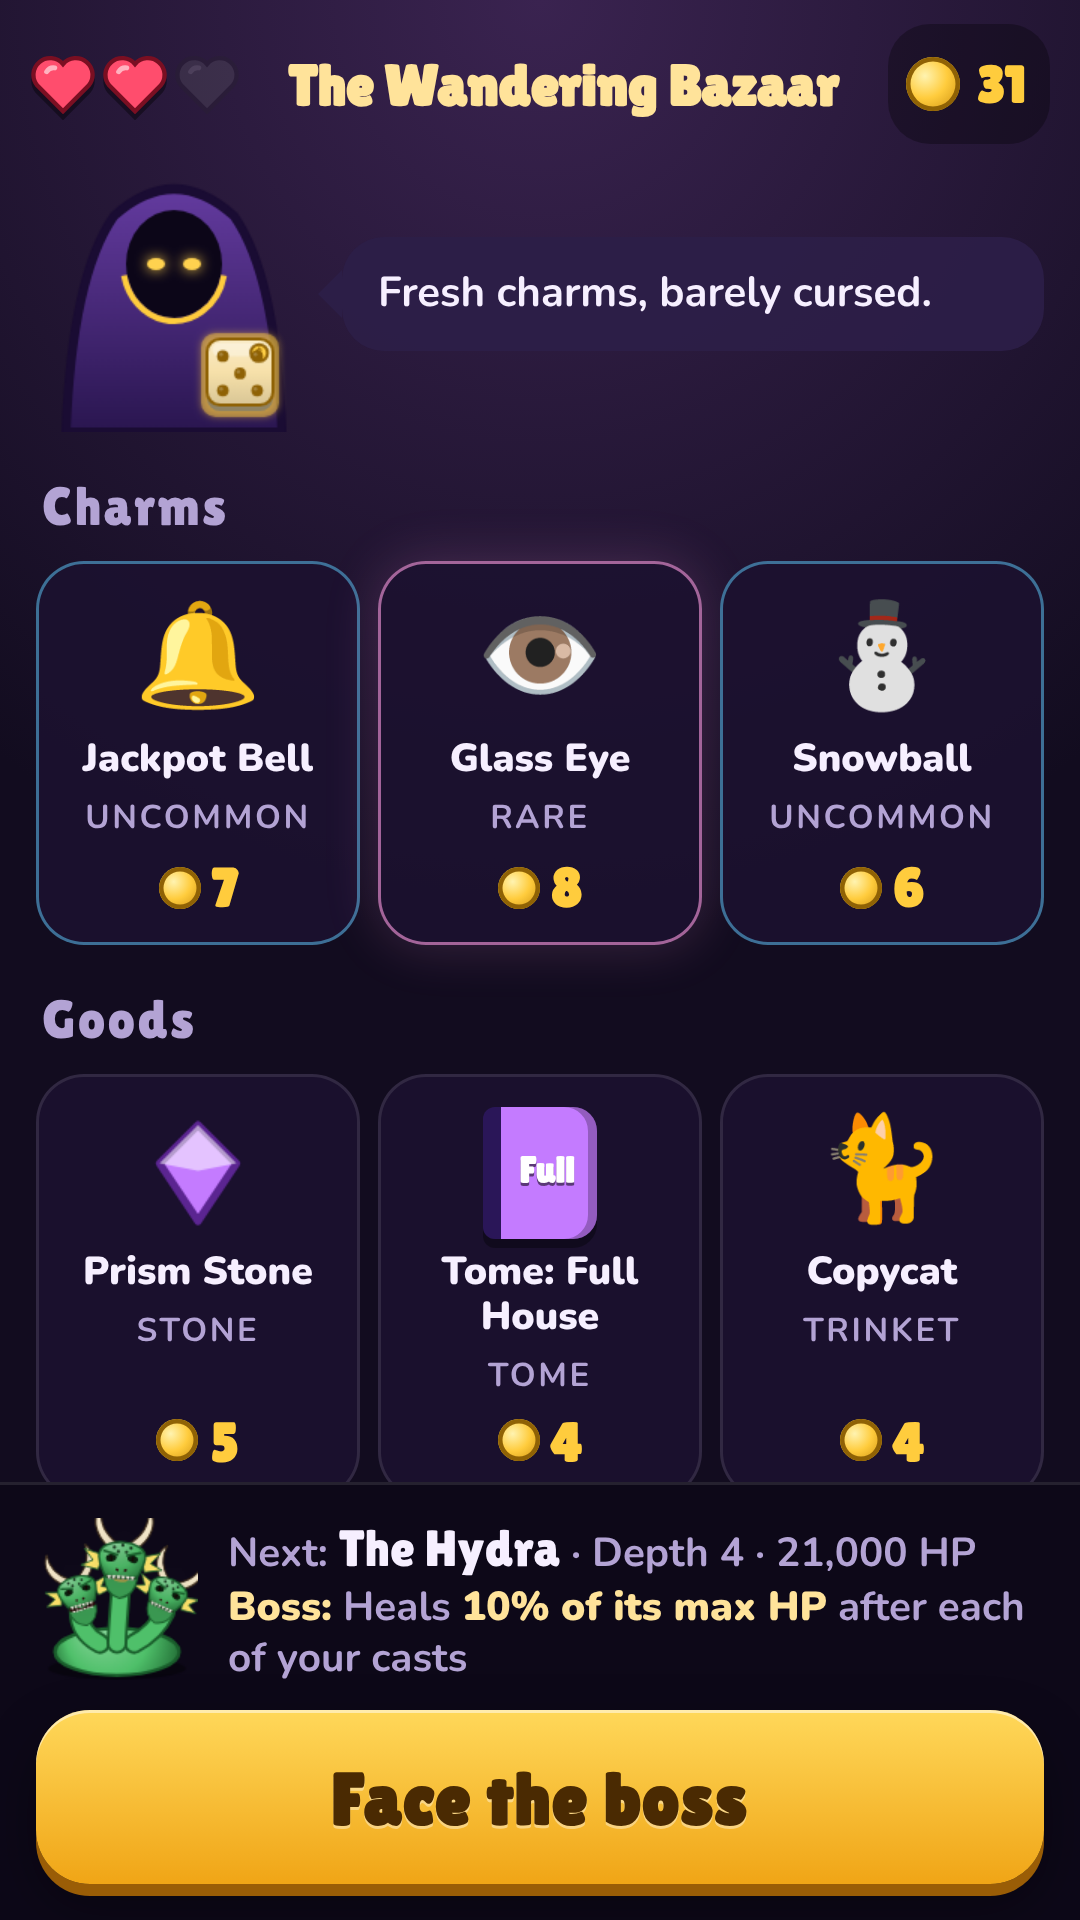 The Wandering Bazaar
31
Fresh charms, barely cursed.
Charms
Jackpot Bell
UNCOMMON
7
Glass Eye
RARE
8
Snowball
UNCOMMON
6
Goods
Prism Stone
STONE
5
Full
Tome: Full
House
TOME
4
Copycat
TRINKET
4
Next: The Hydra · Depth 4 · 21,000 HP
Boss: Heals 10% of its max HP after each
of your casts
Face the boss